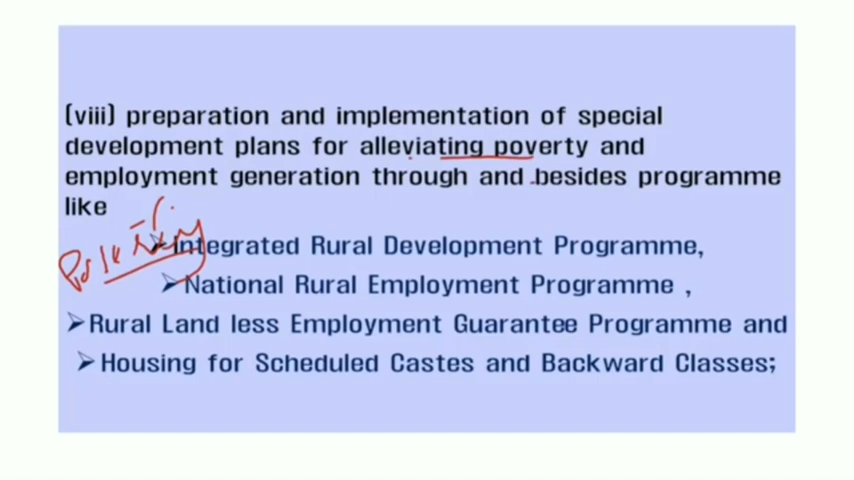 (viii) preparation and implementation of special
development plans for alleviating poverty and
employment generation through and besides programme
like
➢Integrated Rural Development Programme,
➢National Rural Employment Programme ,
➢Rural Land less Employment Guarantee Programme and
➢Housing for Scheduled Castes and Backward Classes;